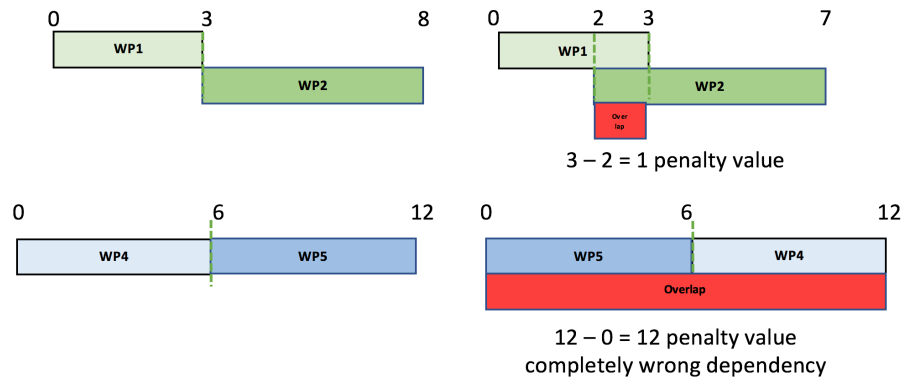 0 3 8
WP1
WP2
0 2 3 7
WP1
WP2
Over
lap
3 – 2 = 1 penalty value
0 6 12
WP4 WP5
0 6 12
WP5 WP4
Overlap
12 – 0 = 12 penalty value
completely wrong dependency